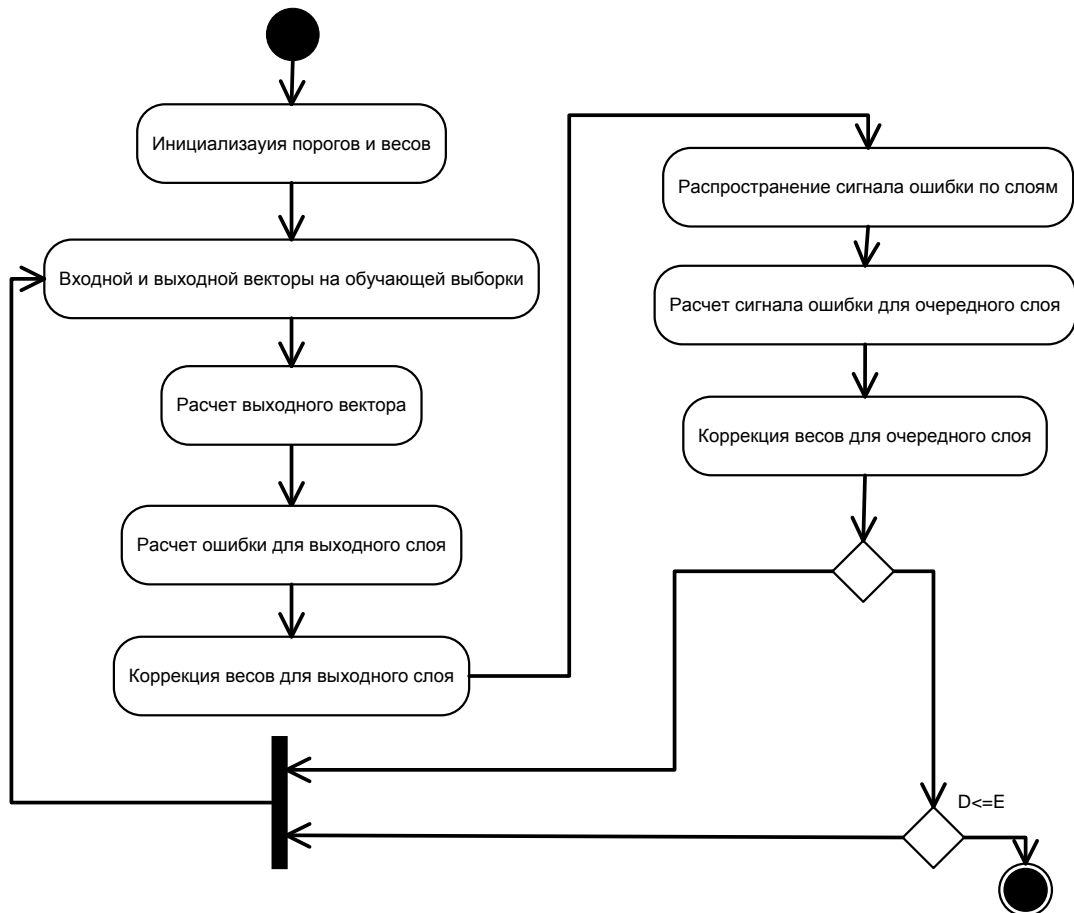 Инициализауия порогов и весов
Входной и выходной векторы на обучающей выборки
Расчет выходного вектора
Расчет ошибки для выходного слоя
Коррекция весов для выходного слоя
Распространение сигнала ошибки по слоям
Расчет сигнала ошибки для очередного слоя
Коррекция весов для очередного слоя
D<=E